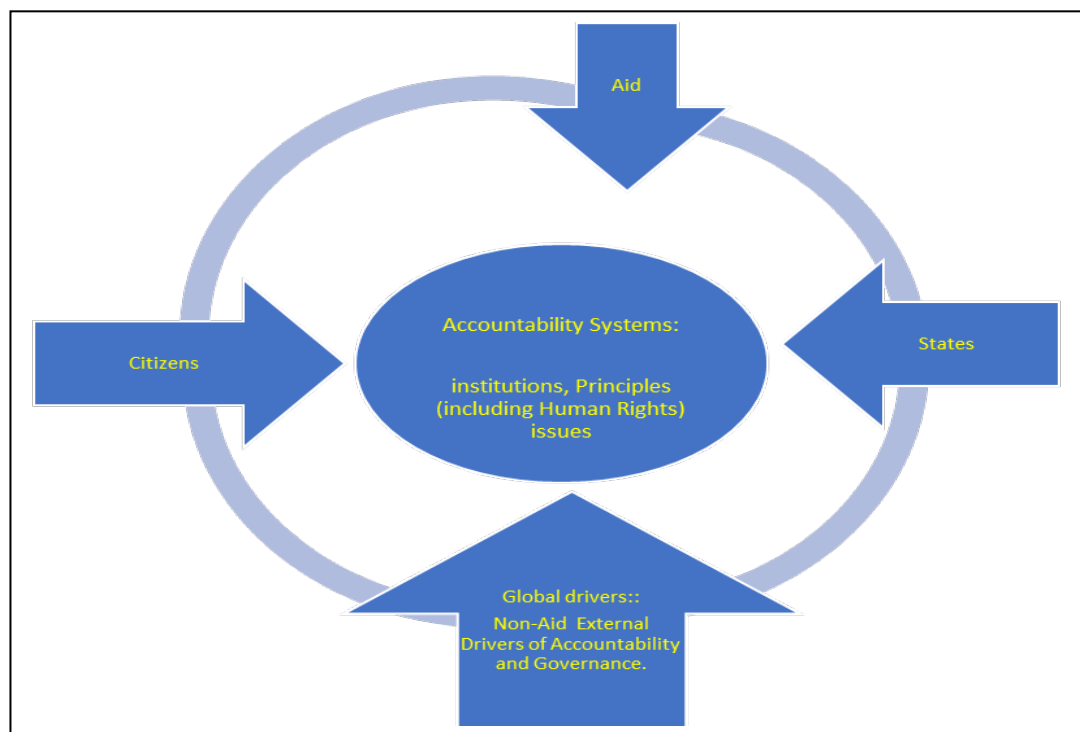 Aid
Citizens
Accountability Systems:
institutions, Principles
(including Human Rights)
issues
States
Global drivers::
Non-Aid External
Drivers of Accountability
and Governance.